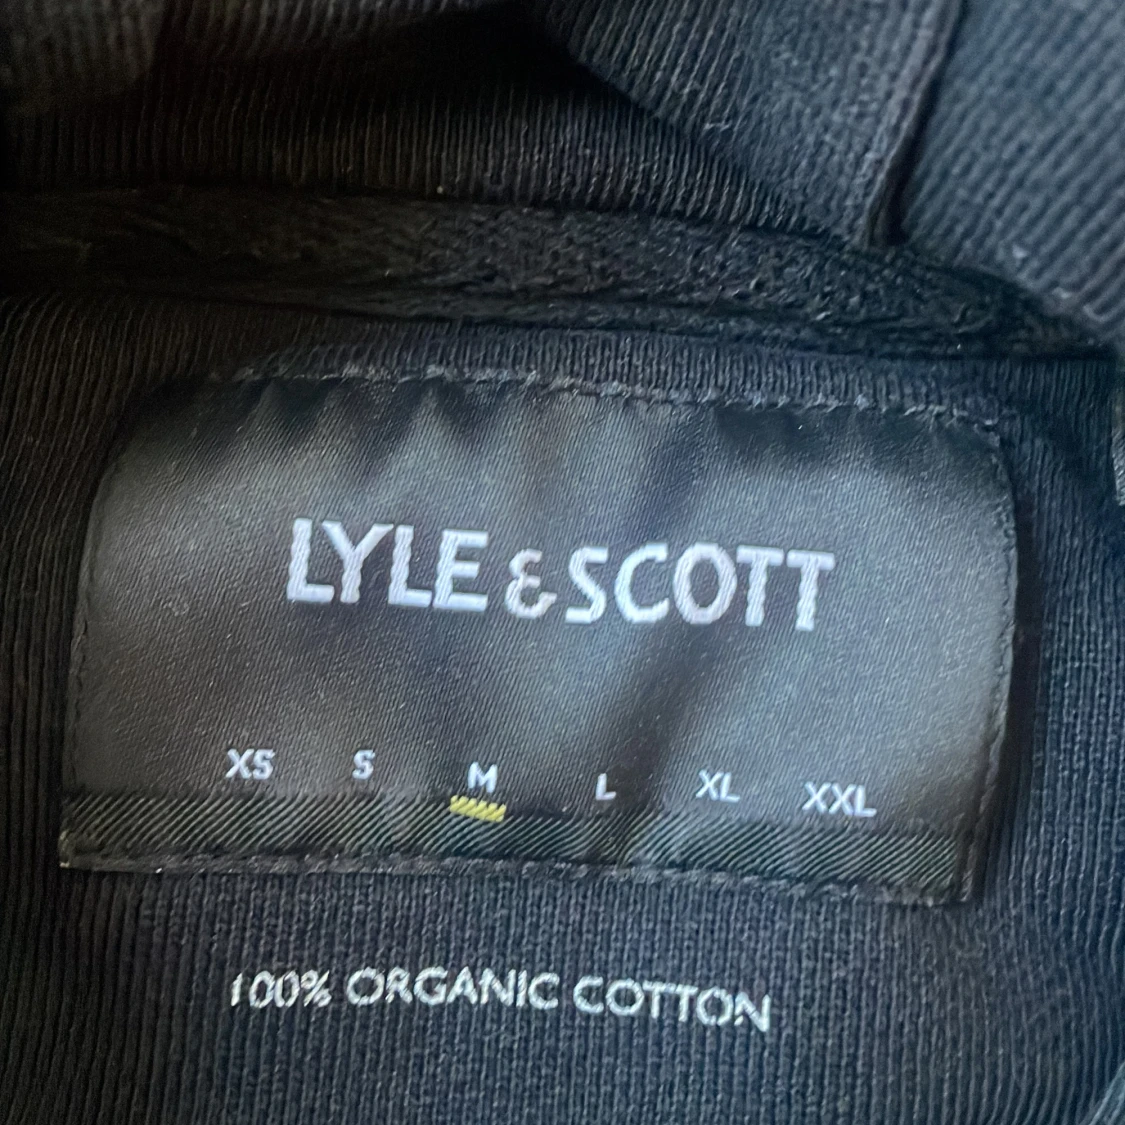 LYLE & SCOTT
XS S M L XL XXL
100% ORGANIC COTTON